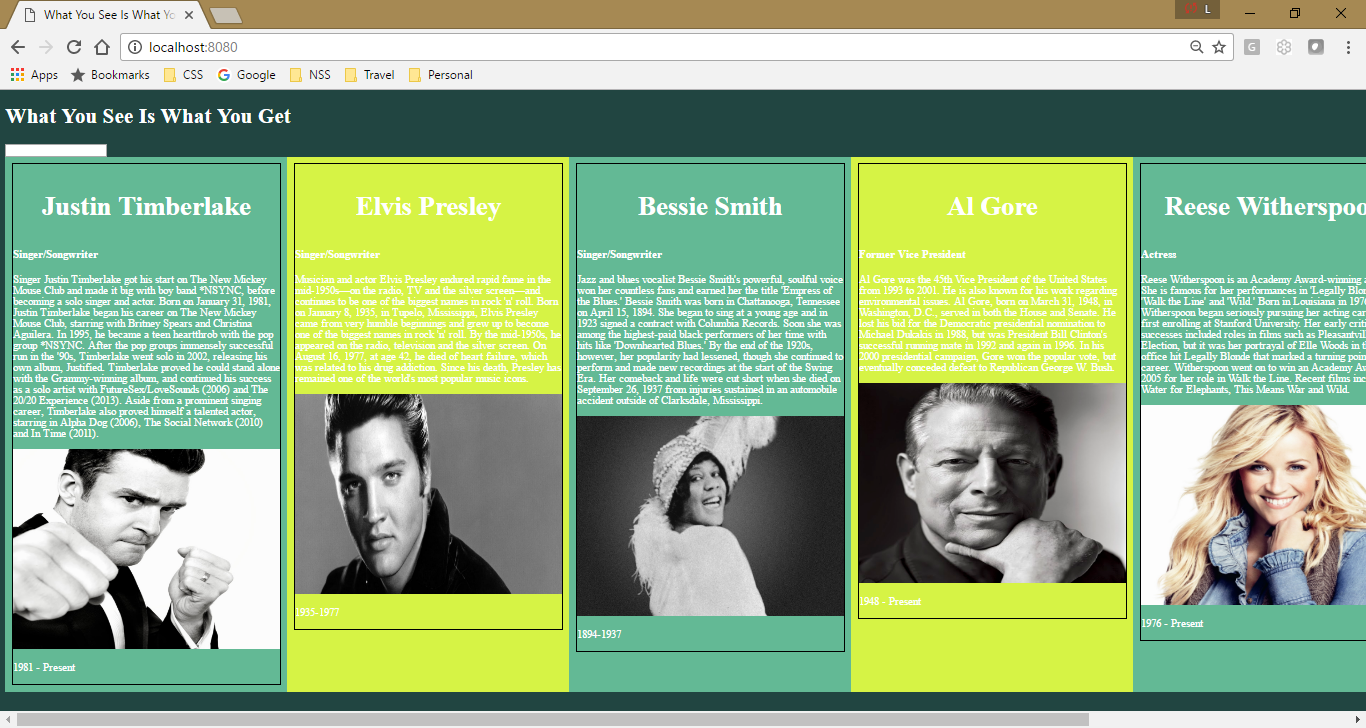 What You See Is What Yo
L
localhost:8080
G
Apps
Bookmarks
CSS
Google
NSS
Travel
Personal
What You See Is What You Get
Justin Timberlake
Singer/Songwriter
Singer Justin Timberlake got his start on The New Mickey
Mouse Club and made it big with boy band *NSYNC, before
becoming a solo singer and actor. Born on January 31, 1981,
Justin Timberlake began his career on The New Mickey
Mouse Club, starring with Britney Spears and Christina
Aguilera. In 1995, he became a teen heartthrob with the pop
group *NSYNC. After the pop groups immensely successful
run in the '90s, Timberlake went solo in 2002, releasing his
own album, Justified. Timberlake proved he could stand alone
with the Grammy-winning album, and continued his success
as a solo artist with FutureSex/LoveSounds (2006) and The
20/20 Experience (2013). Aside from a prominent singing
career, Timberlake also proved himself a talented actor,
starring in Alpha Dog (2006), The Social Network (2010)
and In Time (2011).
1981 - Present
Elvis Presley
Singer/Songwriter
Musician and actor Elvis Presley endured rapid fame in the
mid-1950s—on the radio, TV and the silver screen—and
continues to be one of the biggest names in rock 'n' roll. Born
on January 8, 1935, in Tupelo, Mississippi, Elvis Presley
came from very humble beginnings and grew up to become
one of the biggest names in rock 'n' roll. By the mid-1950s, he
appeared on the radio, television and the silver screen. On
August 16, 1977, at age 42, he died of heart failure, which
was related to his drug addiction. Since his death, Presley has
remained one of the world's most popular music icons.
1935-1977
Bessie Smith
Singer/Songwriter
Jazz and blues vocalist Bessie Smith's powerful, soulful voice
won her countless fans and earned her the title 'Empress of
the Blues.' Bessie Smith was born in Chattanooga, Tennessee
on April 15, 1894. She began to sing at a young age and in
1923 signed a contract with Columbia Records. Soon she was
among the highest-paid black performers of her time with
hits like 'Downhearted Blues.' By the end of the 1920s,
however, her popularity had lessened, though she continued to
perform and made new recordings at the start of the Swing
Era. Her comeback and life were cut short when she died on
September 26, 1937 from injuries sustained in an automobile
accident outside of Clarksdale, Mississippi.
1894-1937
Al Gore
Former Vice President
Al Gore was the 45th Vice President of the United States
from 1993 to 2001. He is also known for his work regarding
environmental issues. Al Gore, born on March 31, 1948, in
Washington, D.C., served in both the House and Senate. He
lost his bid for the Democratic presidential nomination to
Michael Dukakis in 1988, but was President Bill Clinton's
successful running mate in 1992 and again in 1996. In his
2000 presidential campaign, Gore won the popular vote, but
eventually conceded defeat to Republican George W. Bush.
1948 - Present
Reese Witherspoo
Actress
Reese Witherspoon is an Academy Award-winning a
She is famous for her performances in 'Legally Blo
'Walk the Line' and 'Wild.' Born in Louisiana in 1976
Witherspoon began seriously pursuing her acting car
first enrolling at Stanford University. Her early criti
successes included roles in films such as Pleasantvil
Election, but it was her portrayal of Elle Woods in t
office hit Legally Blonde that marked a turning poin
career. Witherspoon went on to win an Academy Aw
2005 for her role in Walk the Line. Recent films inc
Water for Elephants, This Means War and Wild.
1976 - Present